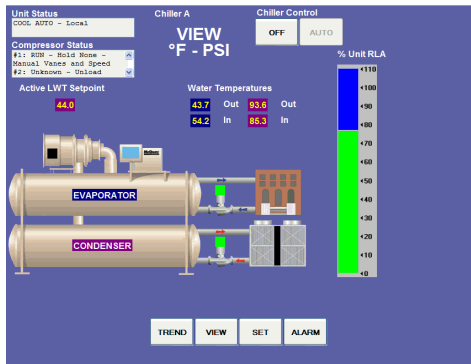 Unit Status
COOL AUTO - Local
Compressor Status
#1: RUN - Hold None -
Manual Vanes and Speed
#2: Unknown - Unload
Chiller A
VIEW
°F - PSI
Chiller Control
OFF
AUTO
% Unit RLA
Active LWT Setpoint
44.0
Water Temperatures
43.7 Out 93.6 Out
54.2 In 85.3 In
110
100
90
80
70
60
50
40
30
20
10
0
McQuay
EVAPORATOR
CONDENSER
TREND
VIEW
SET
ALARM